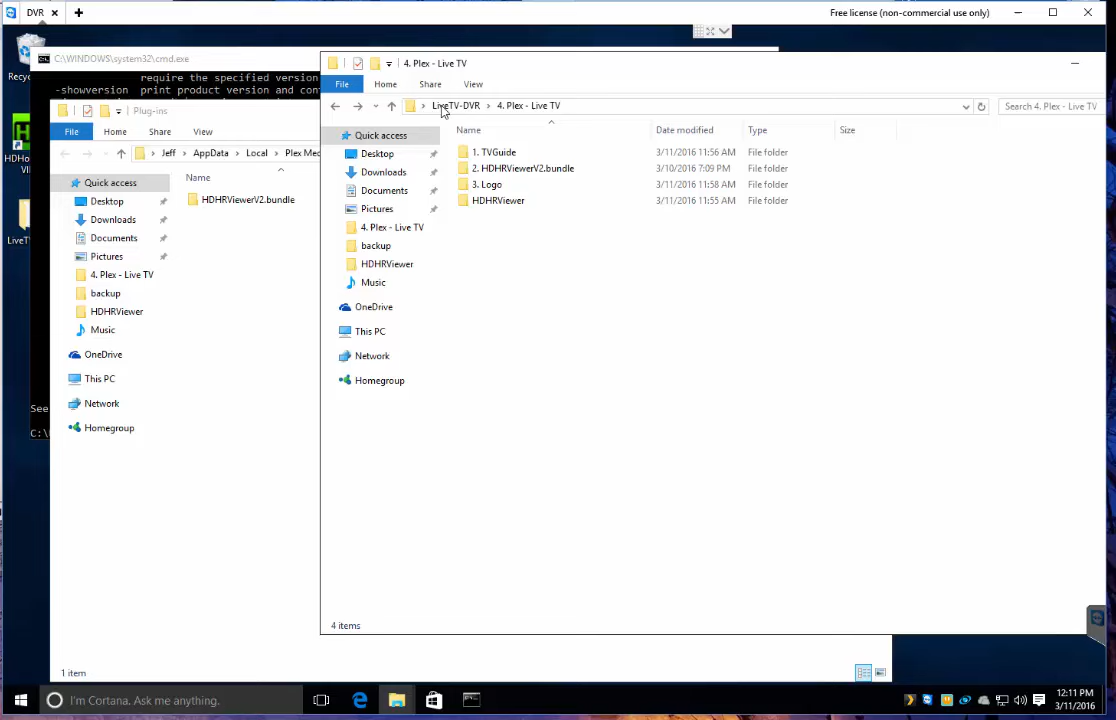 DVR
Free license (non-commercial use only)
C:\WINDOWS\system32\cmd.exe
require the specified version
-showversion print product version and cont
4. Plex - Live TV
File Home Share View
LiveTV-DVR 4. Plex - Live TV
Search 4. Plex - Live TV
Quick access
Desktop
Downloads
Documents
Pictures
4. Plex - Live TV
backup
HDHRViewer
Music
OneDrive
This PC
Network
Homegroup
Name Date modified Type Size
1. TVGuide 3/11/2016 11:56 AM File folder
2. HDHRViewerV2.bundle 3/10/2016 7:09 PM File folder
3. Logo 3/11/2016 11:58 AM File folder
HDHRViewer 3/11/2016 11:55 AM File folder
4 items
Plug-ins
File Home Share View
Jeff AppData Local Plex Med
Quick access
Desktop
Downloads
Documents
Pictures
4. Plex - Live TV
backup
HDHRViewer
Music
OneDrive
This PC
Network
Homegroup
Name
HDHRViewerV2.bundle
1 item
Recyc
HDHo
VI
LiveT
See
C:\
I'm Cortana. Ask me anything.
12:11 PM
3/11/2016